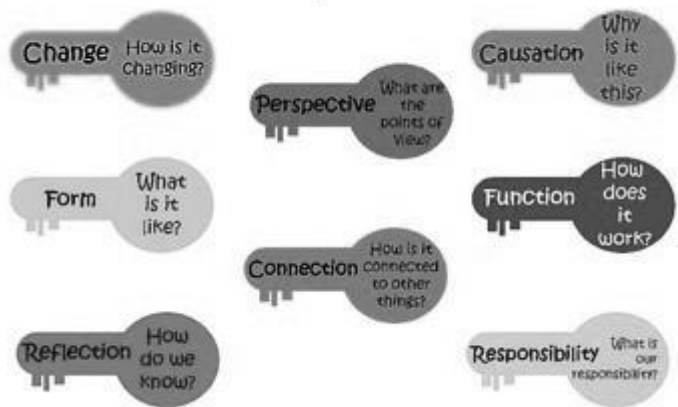 Change
How is it
changing?
Causation
Why
is it
like
this?
Perspective
What are
the
points of
View?
Form
What
is it
like?
Function
How
does
it
work?
Connection
How is it
connected
to other
things?
Reflection
How
do we
know?
Responsibility
What is
our
responsibility?